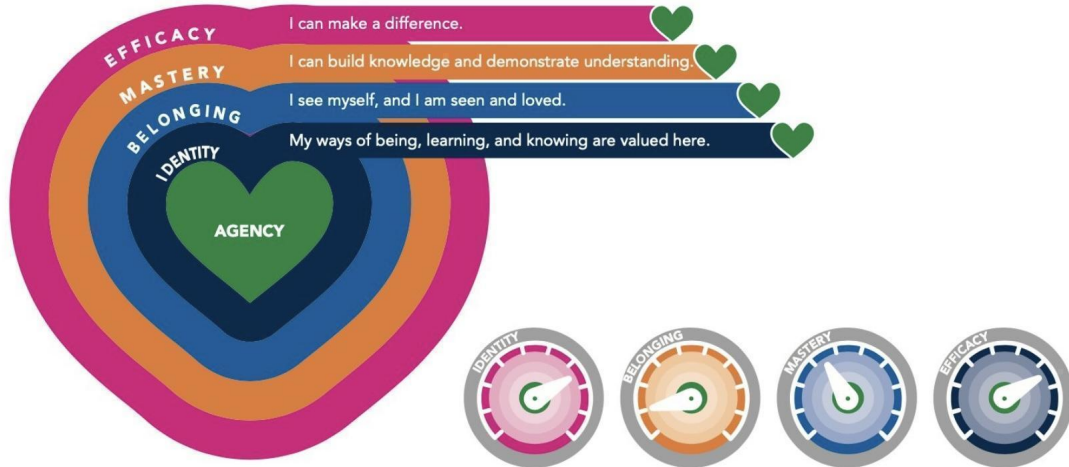 EFFICACY
I can make a difference.
MASTERY
I can build knowledge and demonstrate understanding.
BELONGING
I see myself, and I am seen and loved.
IDENTITY
My ways of being, learning, and knowing are valued here.
AGENCY
IDENTITY
BELONGING
MASTERY
EFFICACY